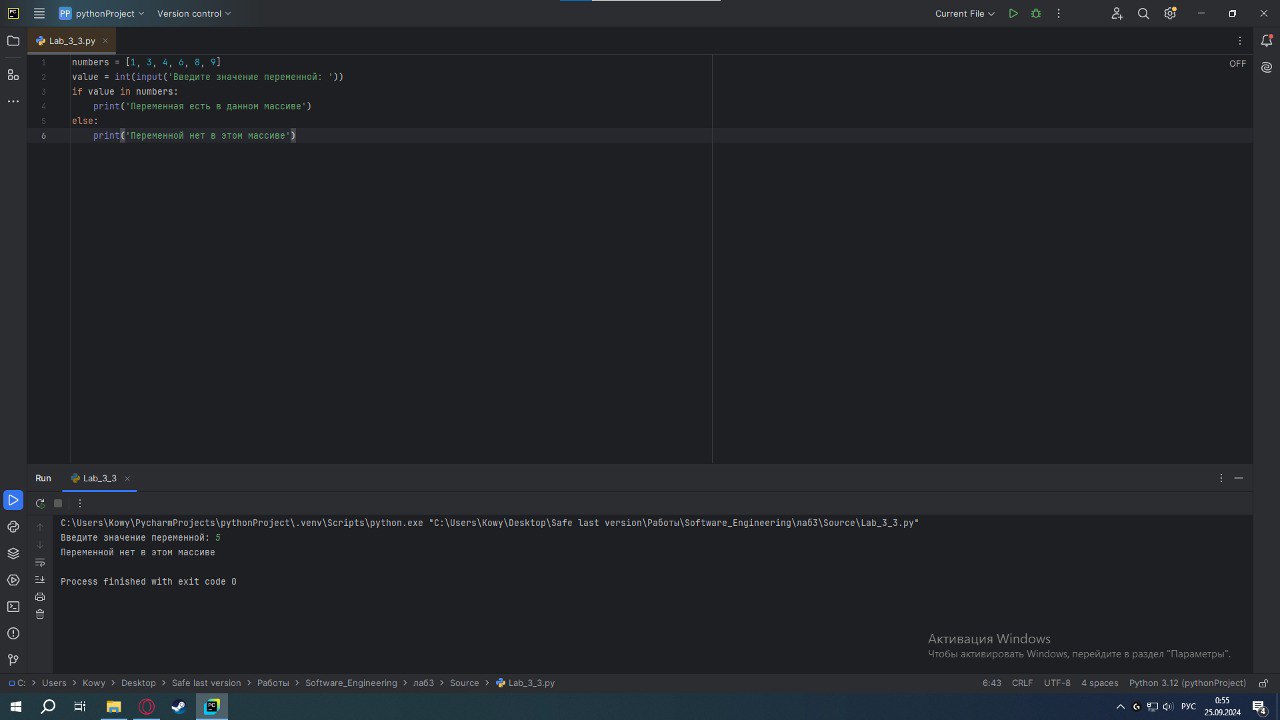 PC PP pythonProject Version control Current File
Lab_3_3.py
OFF
1 numbers = [1, 3, 4, 6, 8, 9]
2 value = int(input('Введите значение переменной: '))
3 if value in numbers:
4 print('Переменная есть в данном массиве')
5 else:
6 print('Переменной нет в этом массиве')
Run Lab_3_3
C:\Users\Kowy\PycharmProjects\pythonProject\.venv\Scripts\python.exe "C:\Users\Kowy\Desktop\Safe last version\Работы\Software_Engineering\лаб3\Source\Lab_3_3.py"
Введите значение переменной: 5
Переменной нет в этом массиве
Process finished with exit code 0
Активация Windows
Чтобы активировать Windows, перейдите в раздел "Параметры".
C: > Users > Kowy > Desktop > Safe last version > Работы > Software_Engineering > лаб3 > Source > Lab_3_3.py 6:43 CRLF UTF-8 4 spaces Python 3.12 (pythonProject)
PC РУС 0:55
25.09.2024